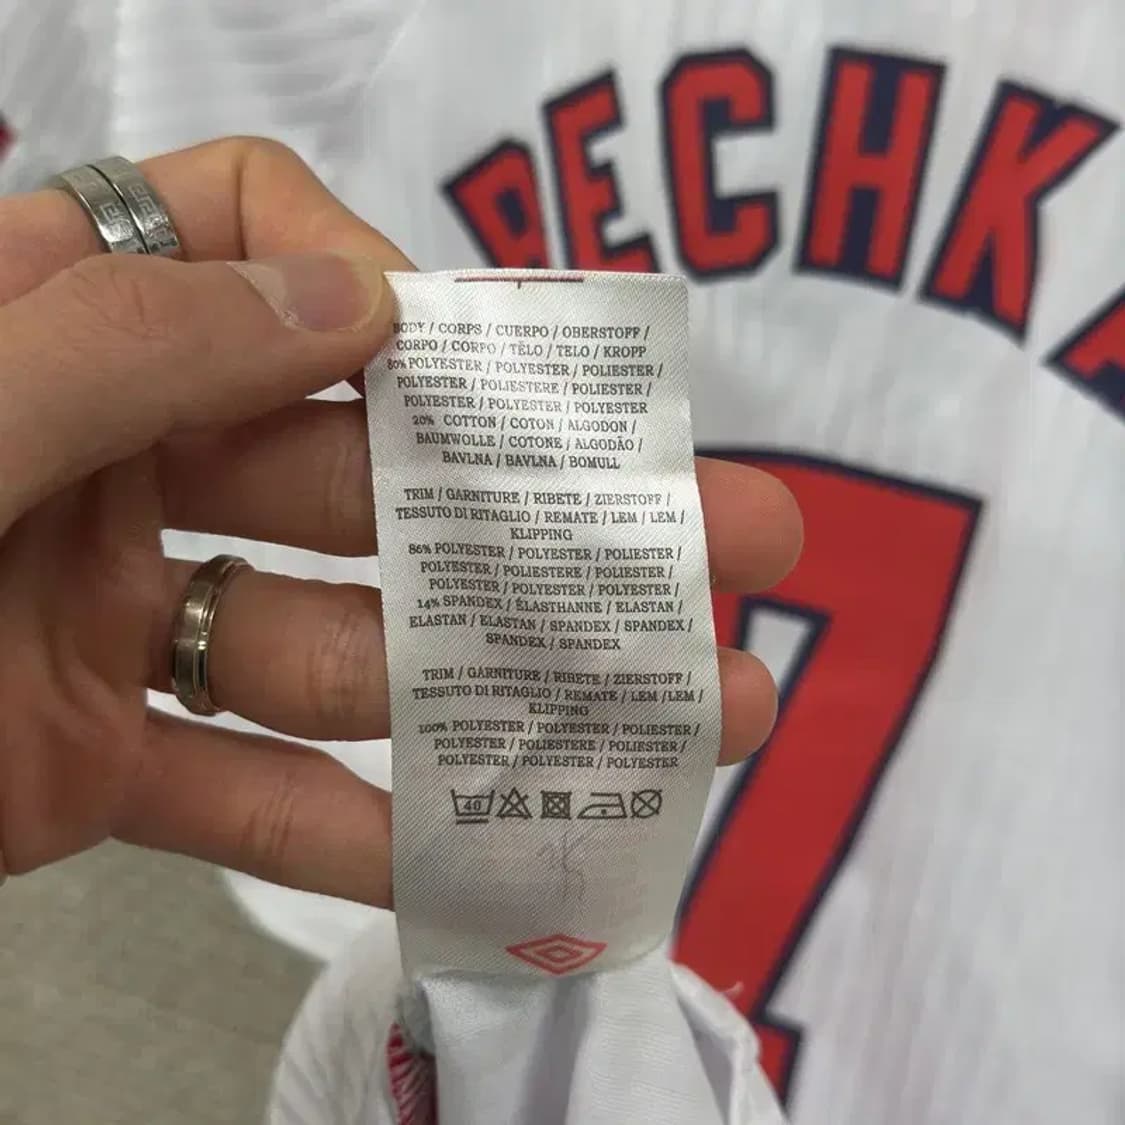 BECHKA
7
BODY / CORPS / CUERPO / OBERSTOFF /
CORPO / CORPO / TĚLO / TELO / KROPP
80% POLYESTER / POLYESTER / POLIESTER /
POLYESTER / POLIESTERE / POLIESTER /
POLYESTER / POLYESTER / POLYESTER
20% COTTON / COTON / ALGODON /
BAUMWOLLE / COTONE / ALGODÃO /
BAVLNA / BAVLNA / BOMULL
TRIM / GARNITURE / RIBETE / ZIERSTOFF /
TESSUTO DI RITAGLIO / REMATE / LEM / LEM /
KLIPPING
86% POLYESTER / POLYESTER / POLIESTER /
POLYESTER / POLIESTERE / POLIESTER /
POLYESTER / POLYESTER / POLYESTER /
14% SPANDEX / ÉLASTHANNE / ELASTAN /
ELASTAN / ELASTAN / SPANDEX / SPANDEX /
SPANDEX / SPANDEX
TRIM / GARNITURE / RIBETE / ZIERSTOFF /
TESSUTO DI RITAGLIO / REMATE / LEM / LEM /
KLIPPING
100% POLYESTER / POLYESTER / POLIESTER /
POLYESTER / POLIESTERE / POLIESTER /
POLYESTER / POLYESTER / POLYESTER
40